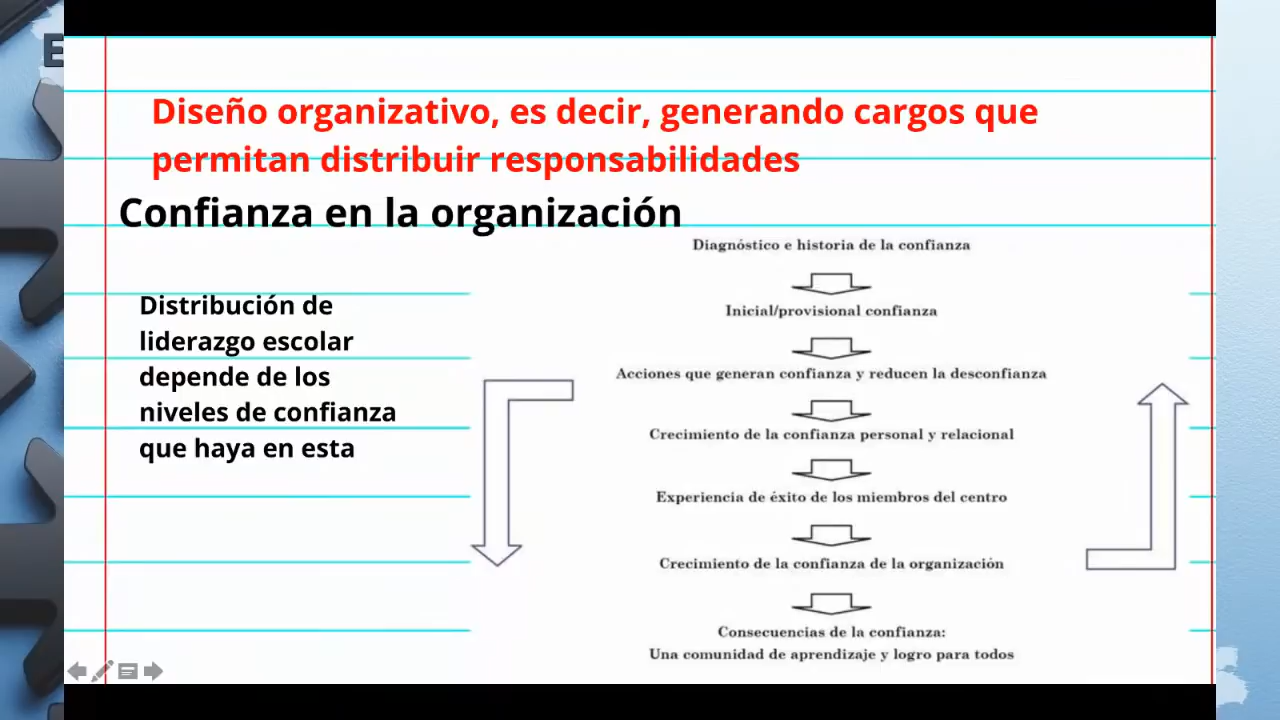 E
Diseño organizativo, es decir, generando cargos que
permitan distribuir responsabilidades
Confianza en la organización
Distribución de
liderazgo escolar
depende de los
niveles de confianza
que haya en esta
Diagnóstico e historia de la confianza
Inicial/provisional confianza
Acciones que generan confianza y reducen la desconfianza
Crecimiento de la confianza personal y relacional
Experiencia de éxito de los miembros del centro
Crecimiento de la confianza de la organización
Consecuencias de la confianza:
Una comunidad de aprendizaje y logro para todos